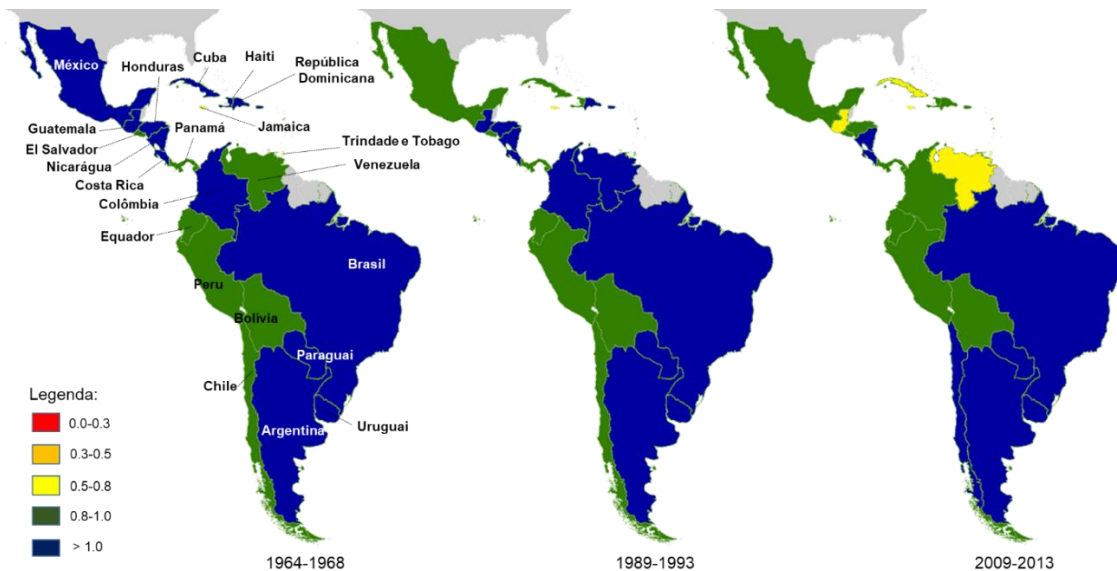 México
Honduras
Cuba
Haiti
República
Dominicana
Guatemala
Panamá
Jamaica
El Salvador
Nicarágua
Costa Rica
Colômbia
Trindade e Tobago
Venezuela
Equador
Brasil
Peru
Bolivia
Paraguai
Chile
Uruguai
Argentina
Legenda:
0.0-0.3
0.3-0.5
0.5-0.8
0.8-1.0
> 1.0
1964-1968
1989-1993
2009-2013